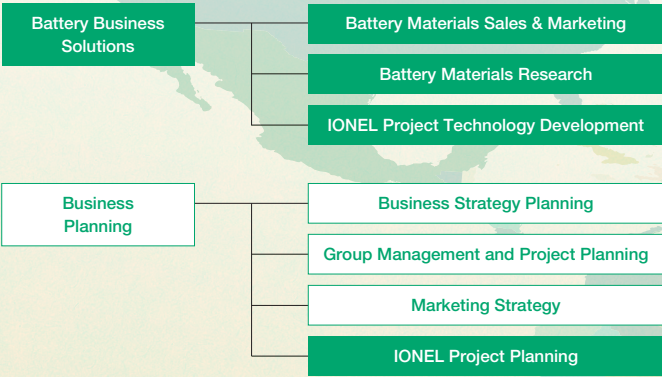 Battery Business
Solutions
Battery Materials Sales & Marketing
Battery Materials Research
IONEL Project Technology Development
Business
Planning
Business Strategy Planning
Group Management and Project Planning
Marketing Strategy
IONEL Project Planning